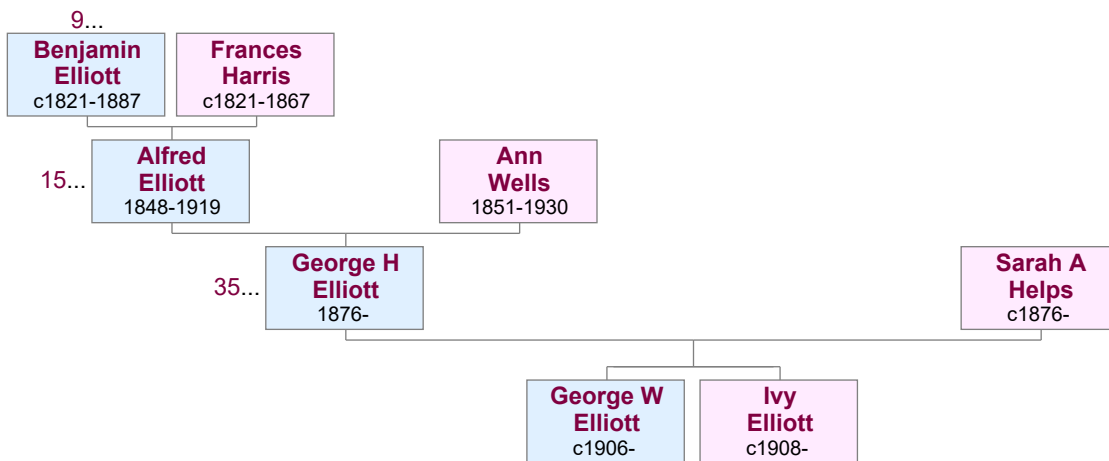 9...
Benjamin
Elliott
c1821-1887
Frances
Harris
c1821-1867
15...
Alfred
Elliott
1848-1919
Ann
Wells
1851-1930
35...
George H
Elliott
1876-
Sarah A
Helps
c1876-
George W
Elliott
c1906-
Ivy
Elliott
c1908-